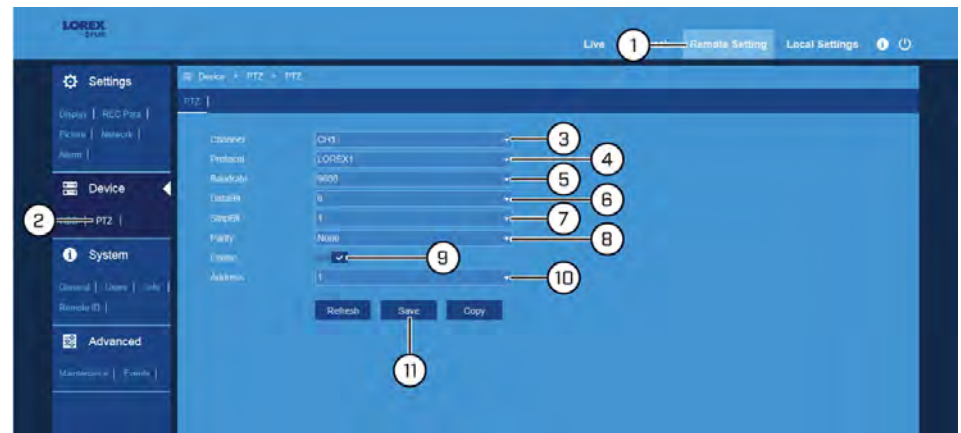 LOREX
Live 1 Remote Setting Local Settings
Settings
Display | REC Para |
Picture | Network |
Alarm |
Device
2 PTZ |
System
General | Users | Info |
Remote ID |
Advanced
Maintenance | Events |
Device PTZ PTZ
PTZ |
Channel CH1 3
Protocol LOREX1 4
Baudrate 9600 5
DataBit 8 6
StopBit 1 7
Parity None 8
9
Address 1 10
Refresh Save Copy
11